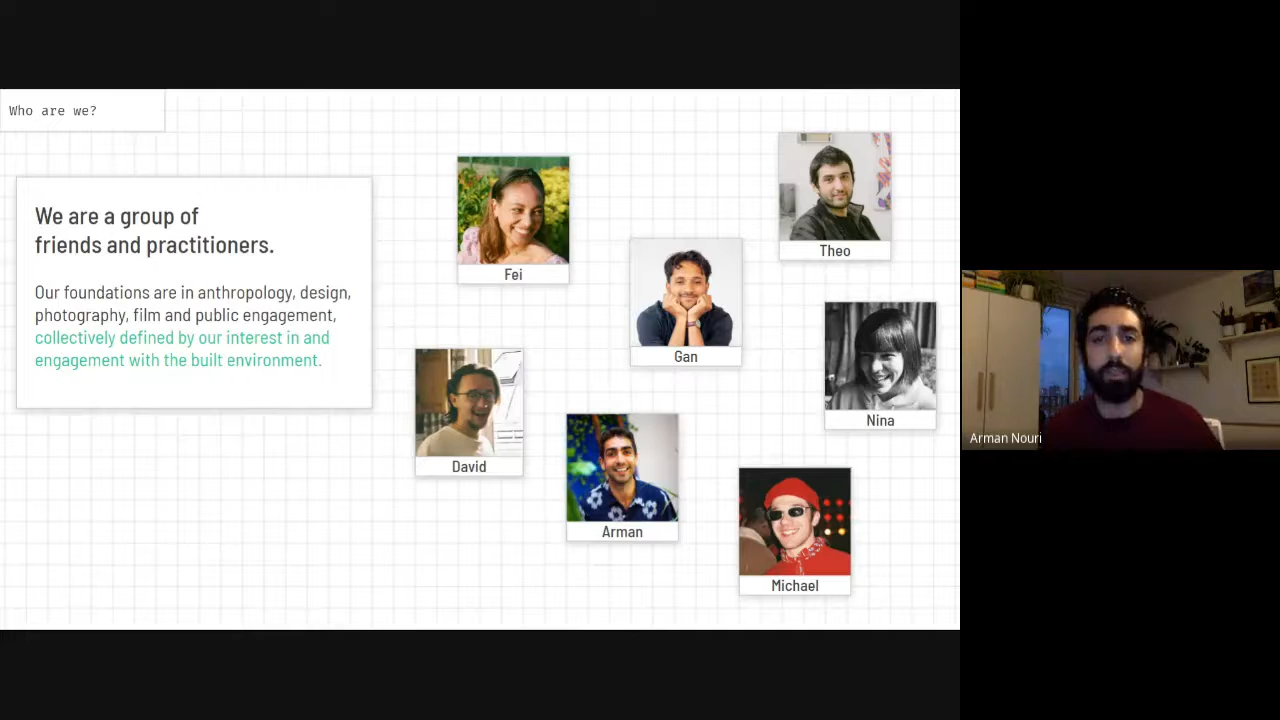 Who are we?
We are a group of
friends and practitioners.
Our foundations are in anthropology, design,
photography, film and public engagement,
collectively defined by our interest in and
engagement with the built environment.
Fei
Theo
Gan
Nina
David
Arman
Michael
Arman Nouri